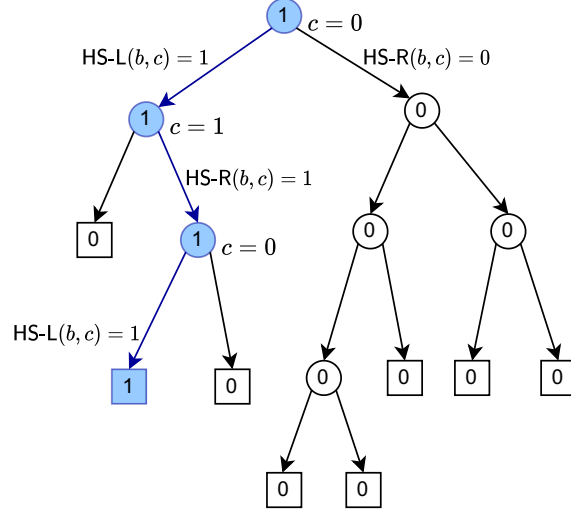 1
c = 0
HS-L(b, c) = 1
HS-R(b, c) = 0
1
c = 1
0
HS-R(b, c) = 1
0
1
c = 0
0
0
HS-L(b, c) = 1
1
0
0
0
0
0
0
0